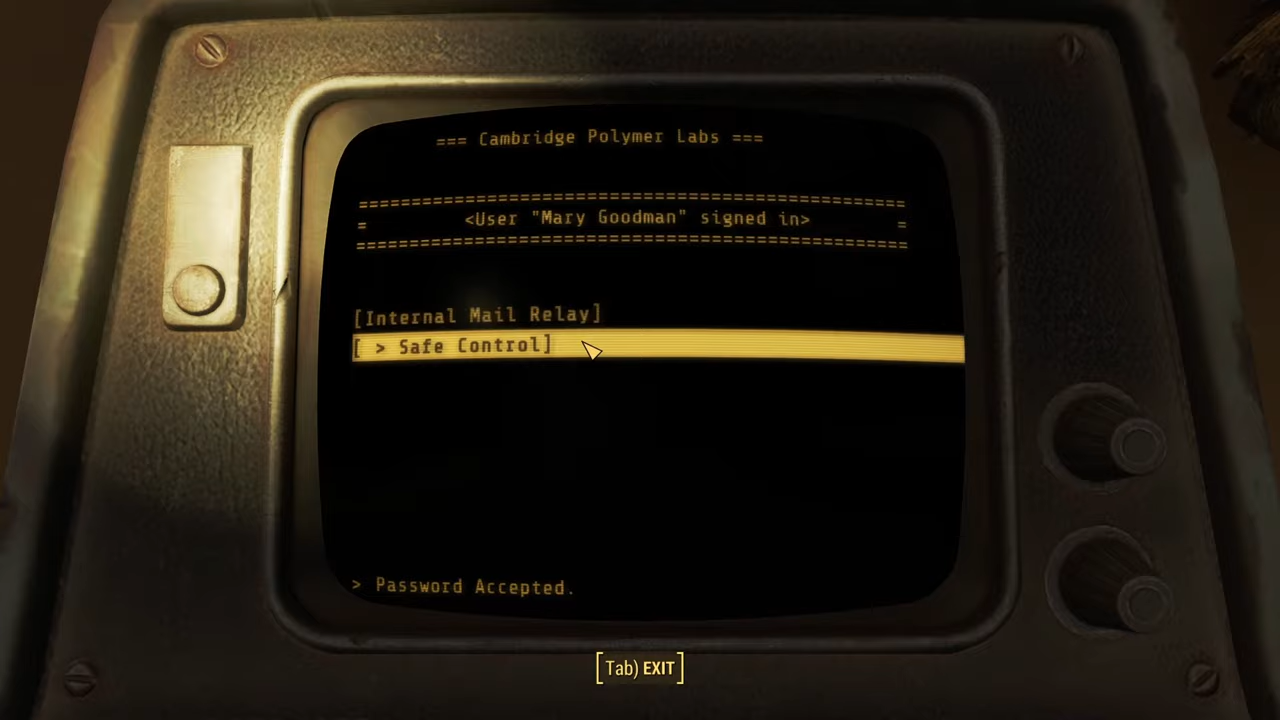 === Cambridge Polymer Labs ===
==============================================================
= <User "Mary Goodman" signed in> =
==============================================================
[Internal Mail Relay]
[ > Safe Control]
> Password Accepted.
[Tab) EXIT]